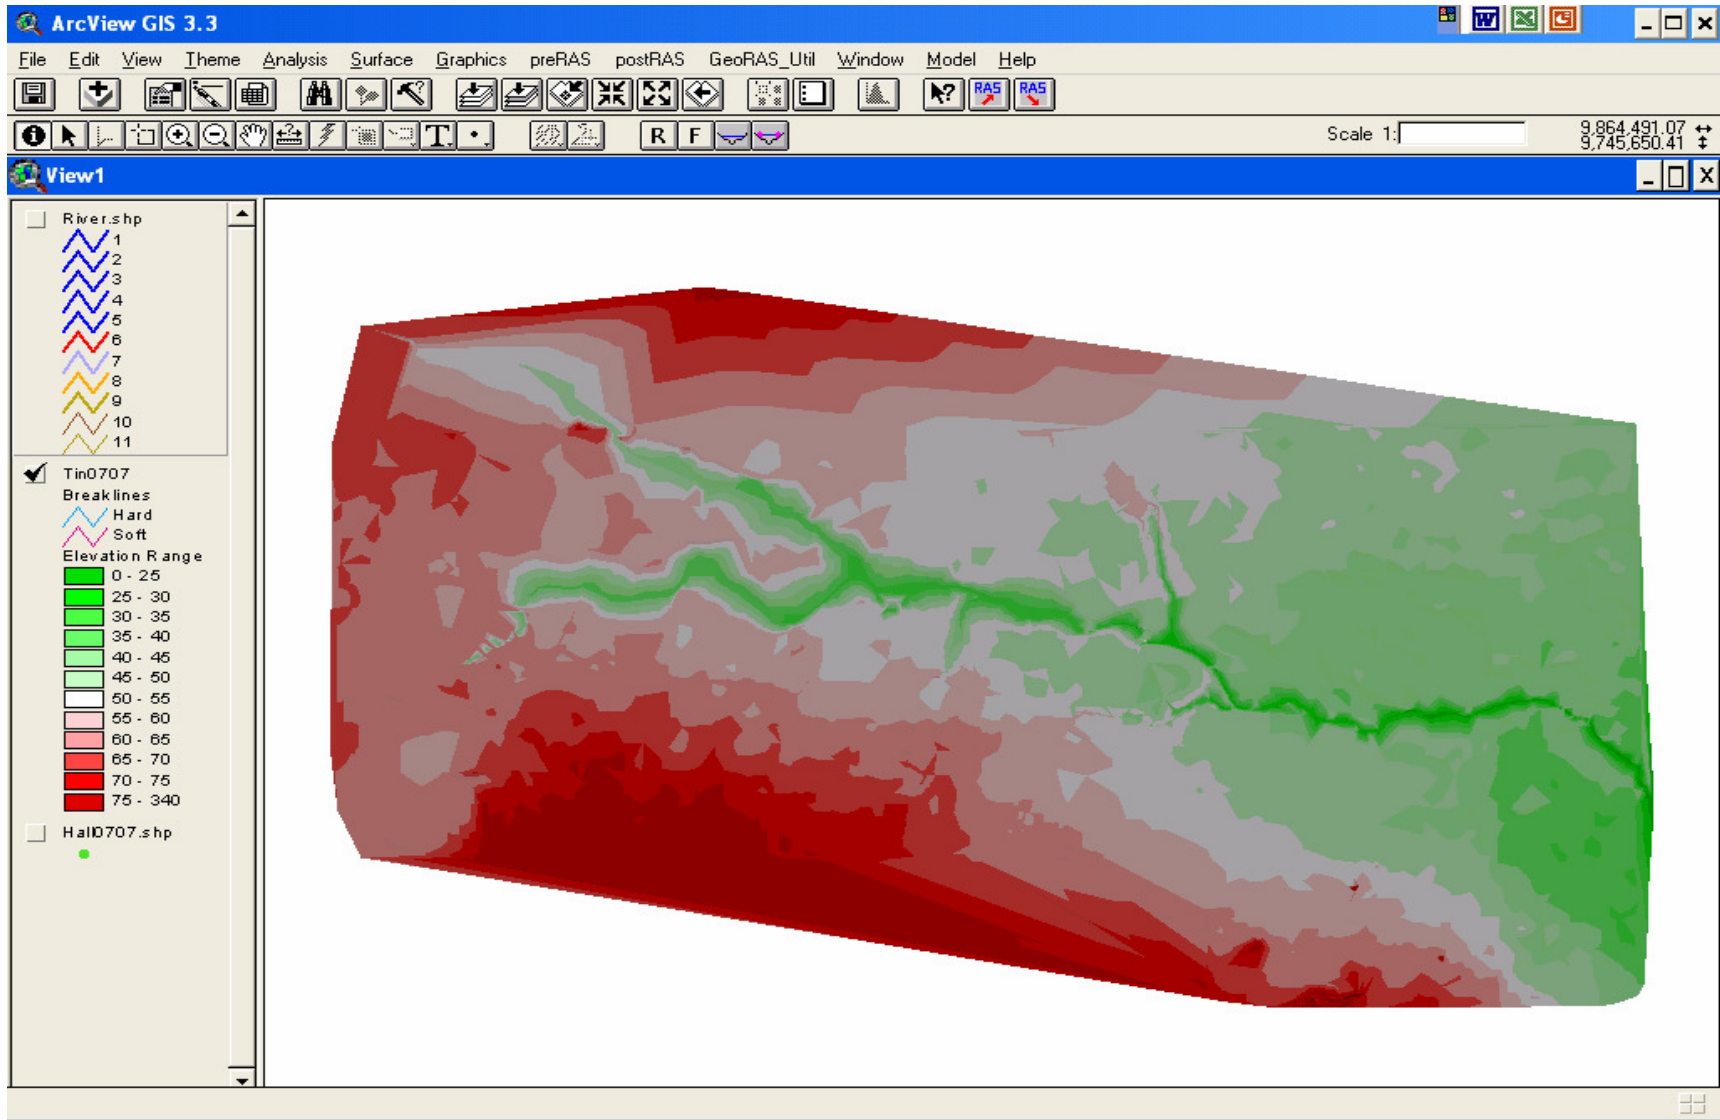 ArcView GIS 3.3
File Edit View Theme Analysis Surface Graphics preRAS postRAS GeoRAS_Util Window Model Help
RAS RAS
T R F Scale 1: 9,864,491.07
9,745,650.41
View1
River.shp
1
2
3
4
5
6
7
8
9
10
11
Tin0707
Breaklines
Hard
Soft
Elevation Range
0 - 25
25 - 30
30 - 35
35 - 40
40 - 45
45 - 50
50 - 55
55 - 60
60 - 65
65 - 70
70 - 75
75 - 340
Hall0707.shp